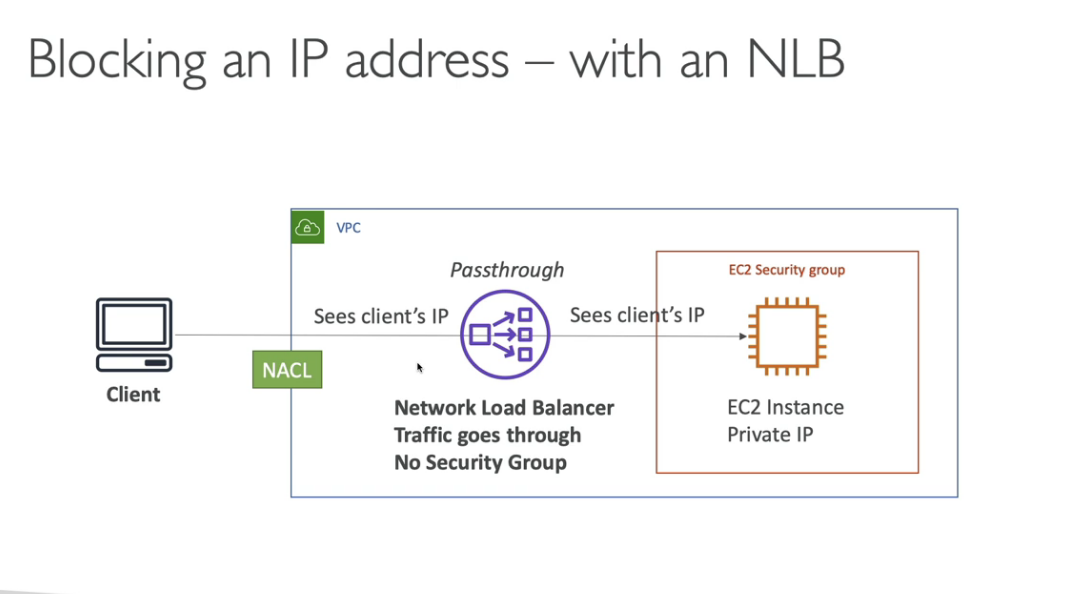 Blocking an IP address – with an NLB
VPC
Passthrough
EC2 Security group
Sees client's IP
Sees client's IP
NACL
Client
Network Load Balancer
Traffic goes through
No Security Group
EC2 Instance
Private IP